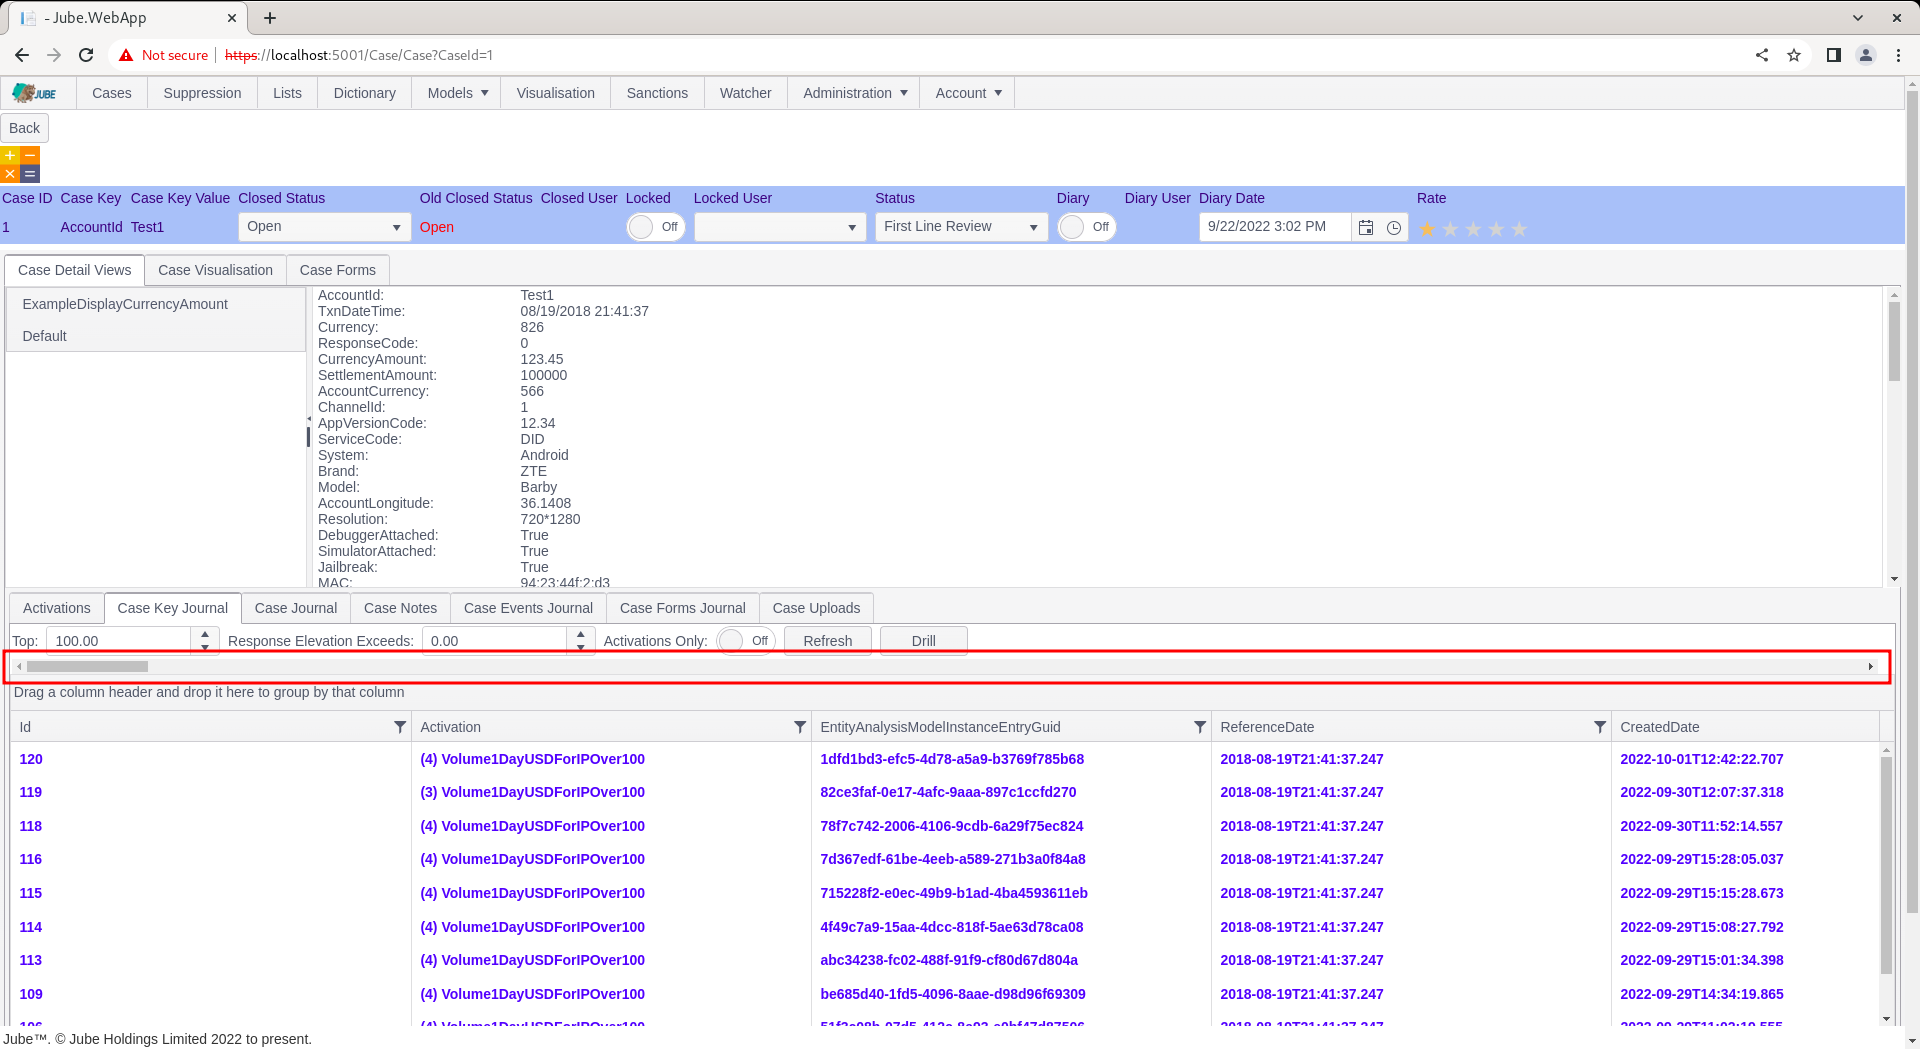 - Jube.WebApp
Not secure https://localhost:5001/Case/Case?CaseId=1
JUBE Cases Suppression Lists Dictionary Models Visualisation Sanctions Watcher Administration Account
Back
Case ID Case Key Case Key Value Closed Status Old Closed Status Closed User Locked Locked User Status Diary Diary User Diary Date Rate
1 AccountId Test1 Open Open Off First Line Review Off 9/22/2022 3:02 PM
Case Detail Views Case Visualisation Case Forms
ExampleDisplayCurrencyAmount
Default
AccountId: Test1
TxnDateTime: 08/19/2018 21:41:37
Currency: 826
ResponseCode: 0
CurrencyAmount: 123.45
SettlementAmount: 100000
AccountCurrency: 566
ChannelId: 1
AppVersionCode: 12.34
ServiceCode: DID
System: Android
Brand: ZTE
Model: Barby
AccountLongitude: 36.1408
Resolution: 720*1280
DebuggerAttached: True
SimulatorAttached: True
Jailbreak: True
MAC: 94:23:44f:2:d3
Activations Case Key Journal Case Journal Case Notes Case Events Journal Case Forms Journal Case Uploads
Top: 100.00 Response Elevation Exceeds: 0.00 Activations Only: Off Refresh Drill
Drag a column header and drop it here to group by that column
Id Activation EntityAnalysisModelInstanceEntryGuid ReferenceDate CreatedDate
120 (4) Volume1DayUSDForIPOver100 1dfd1bd3-efc5-4d78-a5a9-b3769f785b68 2018-08-19T21:41:37.247 2022-10-01T12:42:22.707
119 (3) Volume1DayUSDForIPOver100 82ce3faf-0e17-4afc-9aaa-897c1ccfd270 2018-08-19T21:41:37.247 2022-09-30T12:07:37.318
118 (4) Volume1DayUSDForIPOver100 78f7c742-2006-4106-9cdb-6a29f75ec824 2018-08-19T21:41:37.247 2022-09-30T11:52:14.557
116 (4) Volume1DayUSDForIPOver100 7d367edf-61be-4eeb-a589-271b3a0f84a8 2018-08-19T21:41:37.247 2022-09-29T15:28:05.037
115 (4) Volume1DayUSDForIPOver100 715228f2-e0ec-49b9-b1ad-4ba4593611eb 2018-08-19T21:41:37.247 2022-09-29T15:15:28.673
114 (4) Volume1DayUSDForIPOver100 4f49c7a9-15aa-4dcc-818f-5ae63d78ca08 2018-08-19T21:41:37.247 2022-09-29T15:08:27.792
113 (4) Volume1DayUSDForIPOver100 abc34238-fc02-488f-91f9-cf80d67d804a 2018-08-19T21:41:37.247 2022-09-29T15:01:34.398
109 (4) Volume1DayUSDForIPOver100 be685d40-1fd5-4096-8aae-d98d96f69309 2018-08-19T21:41:37.247 2022-09-29T14:34:19.865
(4) Volume1DayUSDForIPOver100 2018-08-19T21:41:37.247
Jube™. © Jube Holdings Limited 2022 to present.